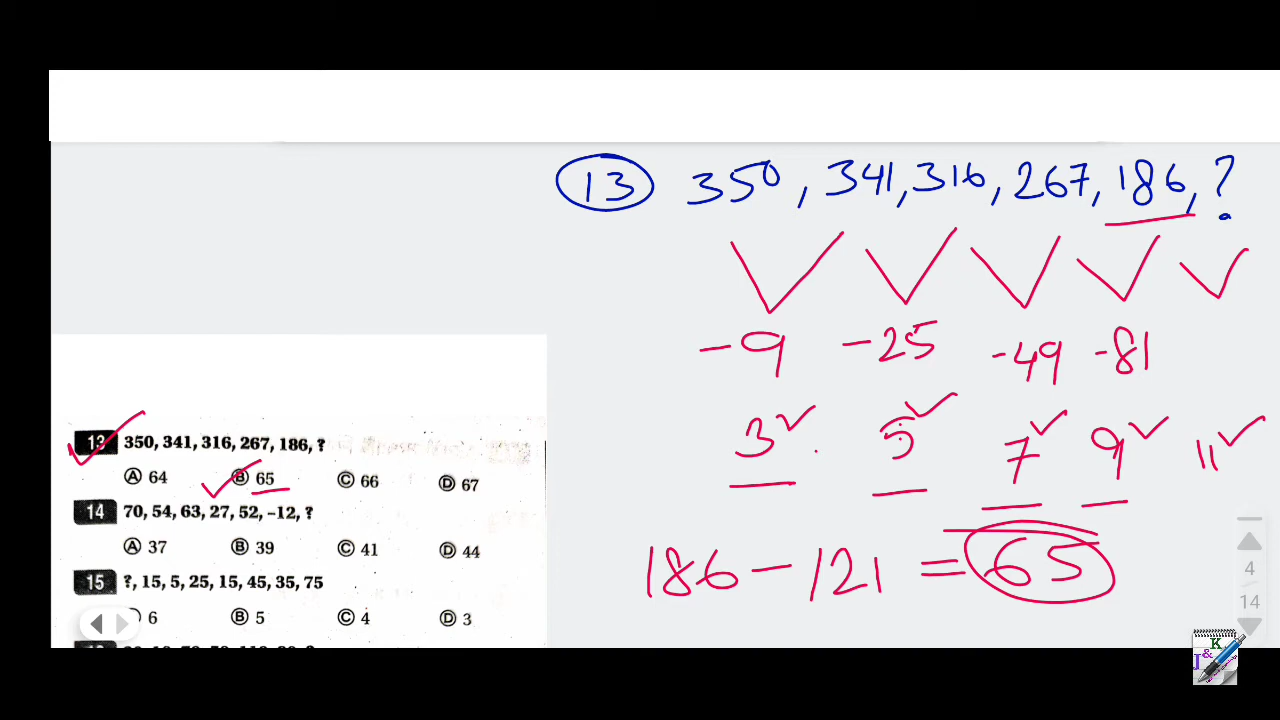 13 350, 341, 316, 267, 186, ?
-9 -25 -49 -81
3 5 7 9 11
186 - 121 = 65
13 350, 341, 316, 267, 186, ?
A 64 B 65 C 66 D 67
14 70, 54, 63, 27, 52, -12, ?
A 37 B 39 C 41 D 44
15 ?, 15, 5, 25, 15, 45, 35, 75
6 B 5 C 4 D 3
4
14
J&K